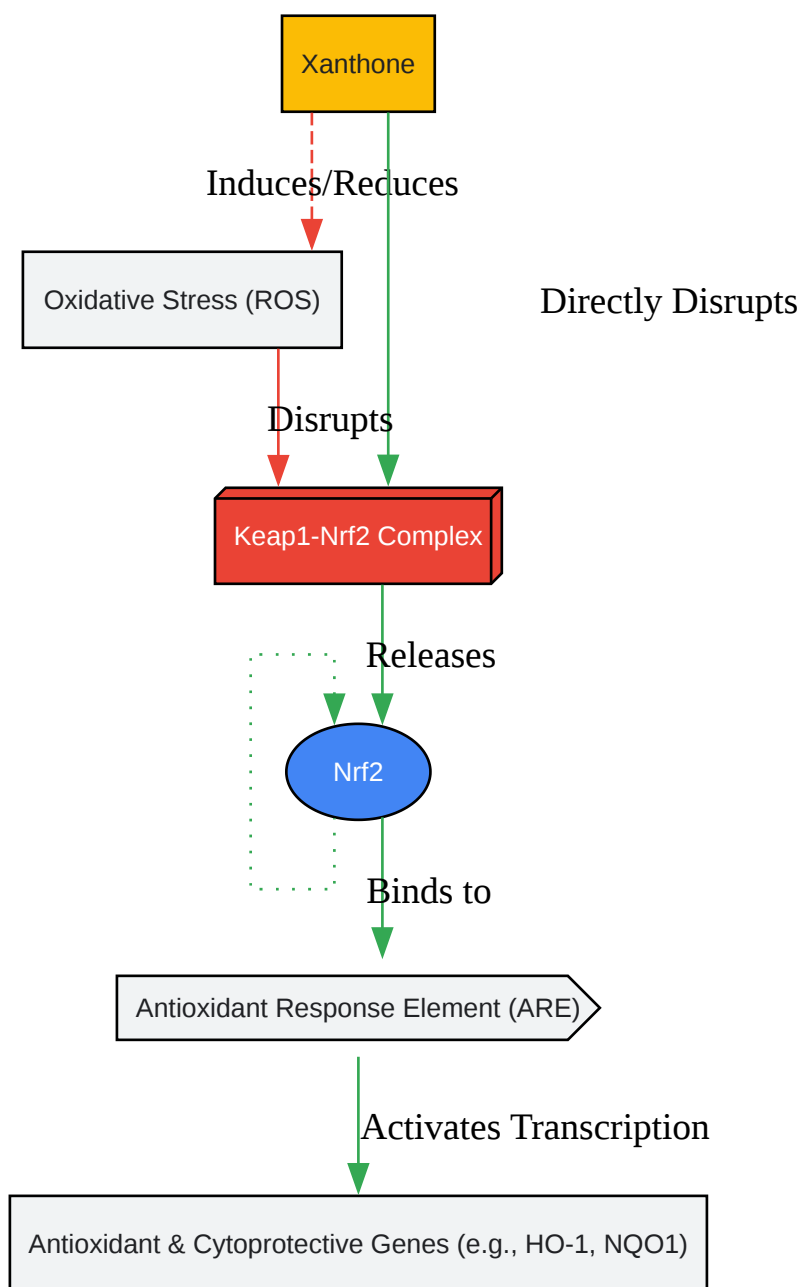 Xanthone
Induces/Reduces
Oxidative Stress (ROS)
Directly Disrupts
Disrupts
Keap1-Nrf2 Complex
Releases
Nrf2
Binds to
Antioxidant Response Element (ARE)
Activates Transcription
Antioxidant & Cytoprotective Genes (e.g., HO-1, NQO1)